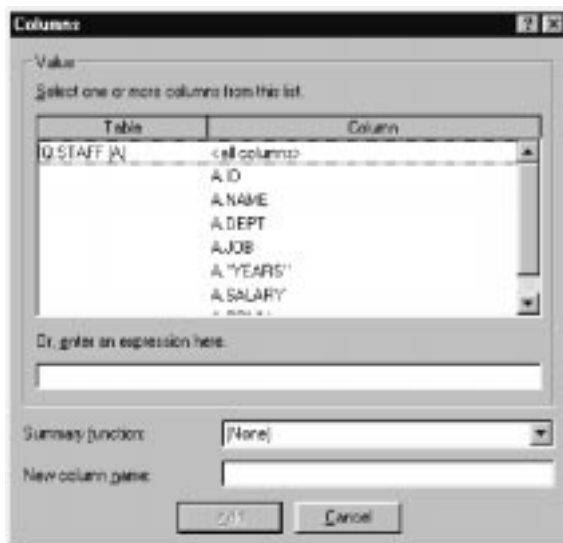 Columns
Value
Select one or more columns from this list.
Table Column
Q.STAFF (A) <all columns>
A.ID
A.NAME
A.DEPT
A.JOB
A."YEARS"
A.SALARY
Or, enter an expression here.
Summary function: (None)
New column name:
Add Cancel